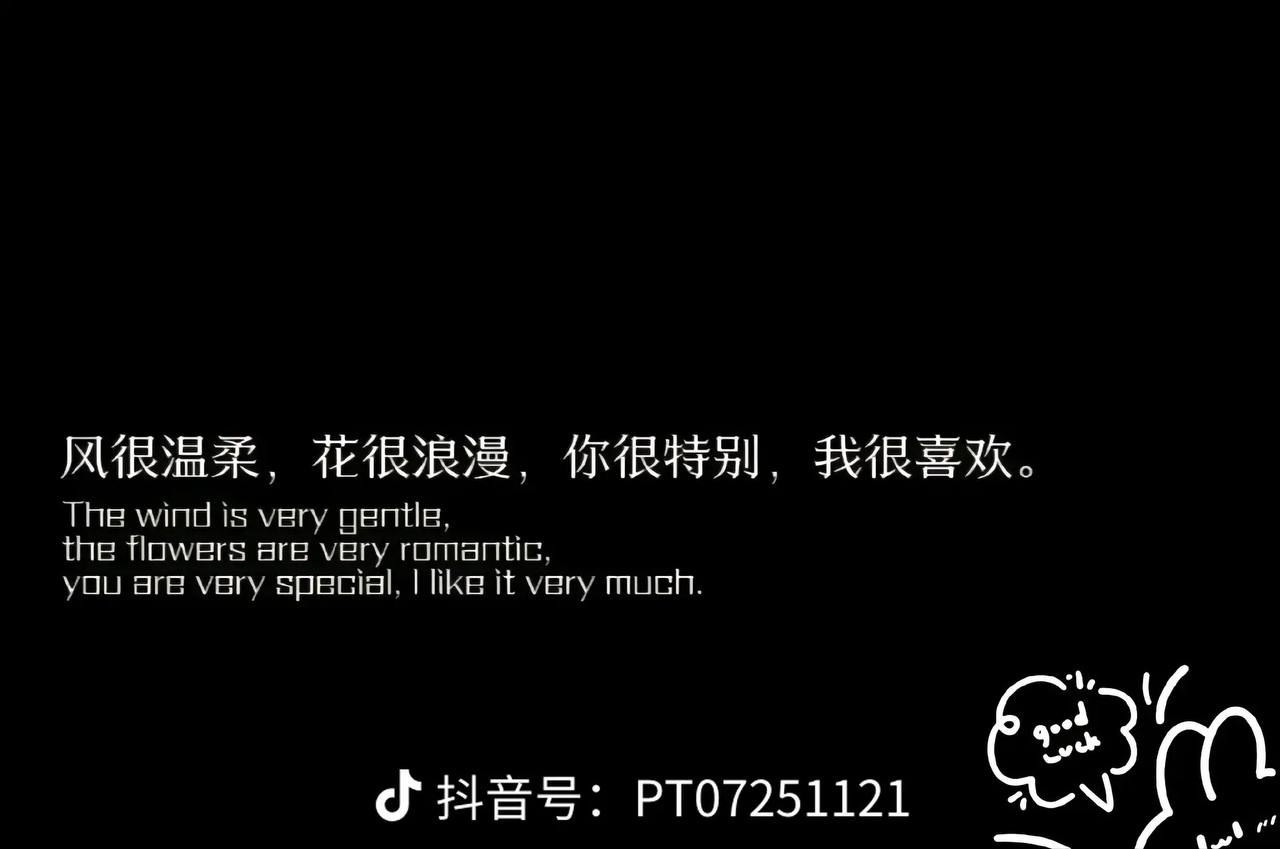 风很温柔，花很浪漫，你很特别，我很喜欢。
The wind is very gentle,
the flowers are very romantic,
you are very special, I like it very much.
good
Luck
抖音号：PT07251121